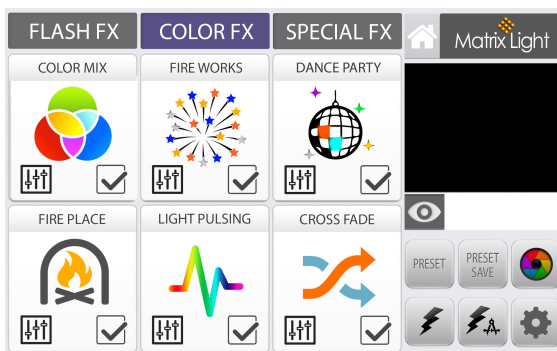 FLASH FX
COLOR FX
SPECIAL FX
Matrix Light
COLOR MIX
FIRE WORKS
DANCE PARTY
FIRE PLACE
LIGHT PULSING
CROSS FADE
PRESET
PRESET
SAVE
A